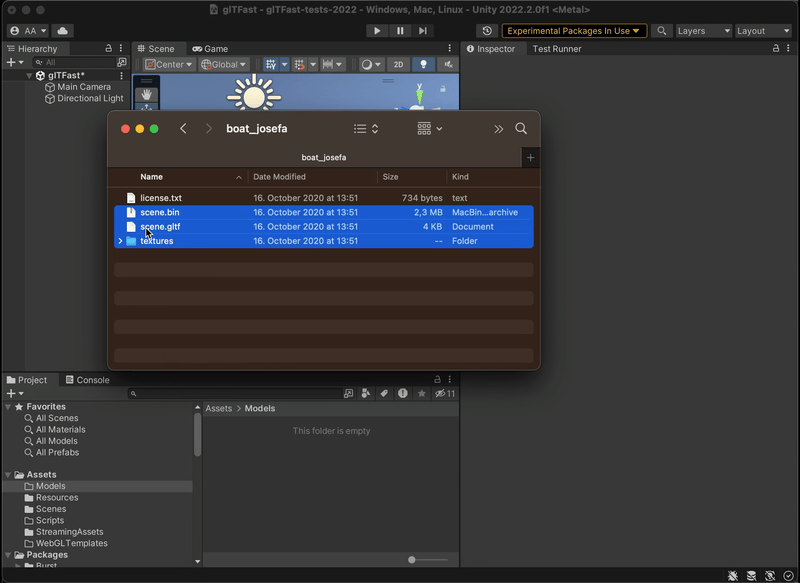 glTFast - glTFast-tests-2022 - Windows, Mac, Linux - Unity 2022.2.0f1 <Metal>
AA
Experimental Packages In Use
Layers
Layout
Hierarchy
Scene
Game
Inspector
Test Runner
All
Center
Global
2D
glTFast*
Main Camera
Directional Light
y
boat_josefa
boat_josefa
Name Date Modified Size Kind
license.txt 16. October 2020 at 13:51 734 bytes text
scene.bin 16. October 2020 at 13:51 2,3 MB MacBin...archive
scene.gltf 16. October 2020 at 13:51 4 KB Document
textures 16. October 2020 at 13:51 -- Folder
Project
Console
11
Favorites
All Scenes
All Materials
All Models
All Prefabs
Assets
Models
Resources
Scenes
Scripts
StreamingAssets
WebGLTemplates
Packages
Burst
Assets > Models
This folder is empty